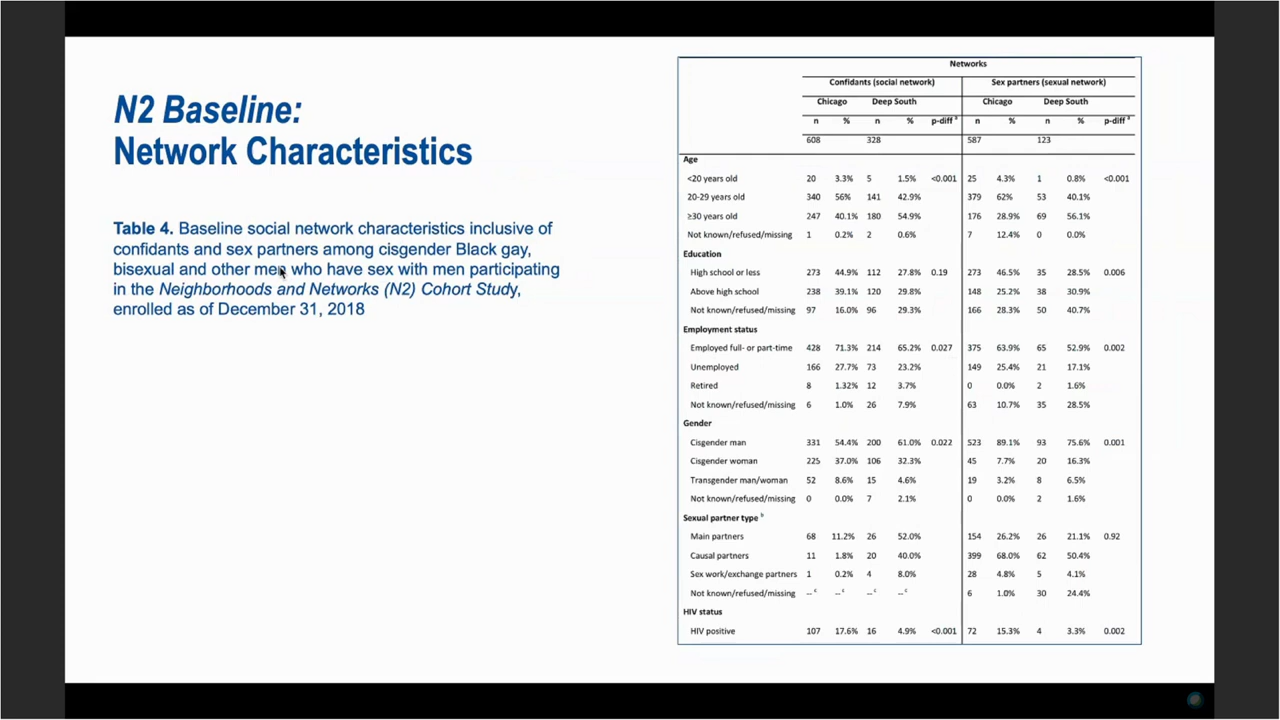 N2 Baseline:
Network Characteristics
Table 4. Baseline social network characteristics inclusive of
confidants and sex partners among cisgender Black gay,
bisexual and other men who have sex with men participating
in the Neighborhoods and Networks (N2) Cohort Study,
enrolled as of December 31, 2018
Networks
Confidants (social network) Sex partners (sexual network)
Chicago Deep South Chicago Deep South
n % n % p-diff a n % n % p-diff a
608 328 587 123
Age
<20 years old 20 3.3% 5 1.5% <0.001 25 4.3% 1 0.8% <0.001
20-29 years old 340 56% 141 42.9% 379 62% 53 40.1%
≥30 years old 247 40.1% 180 54.9% 176 28.9% 69 56.1%
Not known/refused/missing 1 0.2% 2 0.6% 7 12.4% 0 0.0%
Education
High school or less 273 44.9% 112 27.8% 0.19 273 46.5% 35 28.5% 0.006
Above high school 238 39.1% 120 29.8% 148 25.2% 38 30.9%
Not known/refused/missing 97 16.0% 96 29.3% 166 28.3% 50 40.7%
Employment status
Employed full- or part-time 428 71.3% 214 65.2% 0.027 375 63.9% 65 52.9% 0.002
Unemployed 166 27.7% 73 23.2% 149 25.4% 21 17.1%
Retired 8 1.32% 12 3.7% 0 0.0% 2 1.6%
Not known/refused/missing 6 1.0% 26 7.9% 63 10.7% 35 28.5%
Gender
Cisgender man 331 54.4% 200 61.0% 0.022 523 89.1% 93 75.6% 0.001
Cisgender woman 225 37.0% 106 32.3% 45 7.7% 20 16.3%
Transgender man/woman 52 8.6% 15 4.6% 19 3.2% 8 6.5%
Not known/refused/missing 0 0.0% 7 2.1% 0 0.0% 2 1.6%
Sexual partner type b
Main partners 68 11.2% 26 52.0% 154 26.2% 26 21.1% 0.92
Causal partners 11 1.8% 20 40.0% 399 68.0% 62 50.4%
Sex work/exchange partners 1 0.2% 4 8.0% 28 4.8% 5 4.1%
Not known/refused/missing -- c -- c -- c -- c 6 1.0% 30 24.4%
HIV status
HIV positive 107 17.6% 16 4.9% <0.001 72 15.3% 4 3.3% 0.002